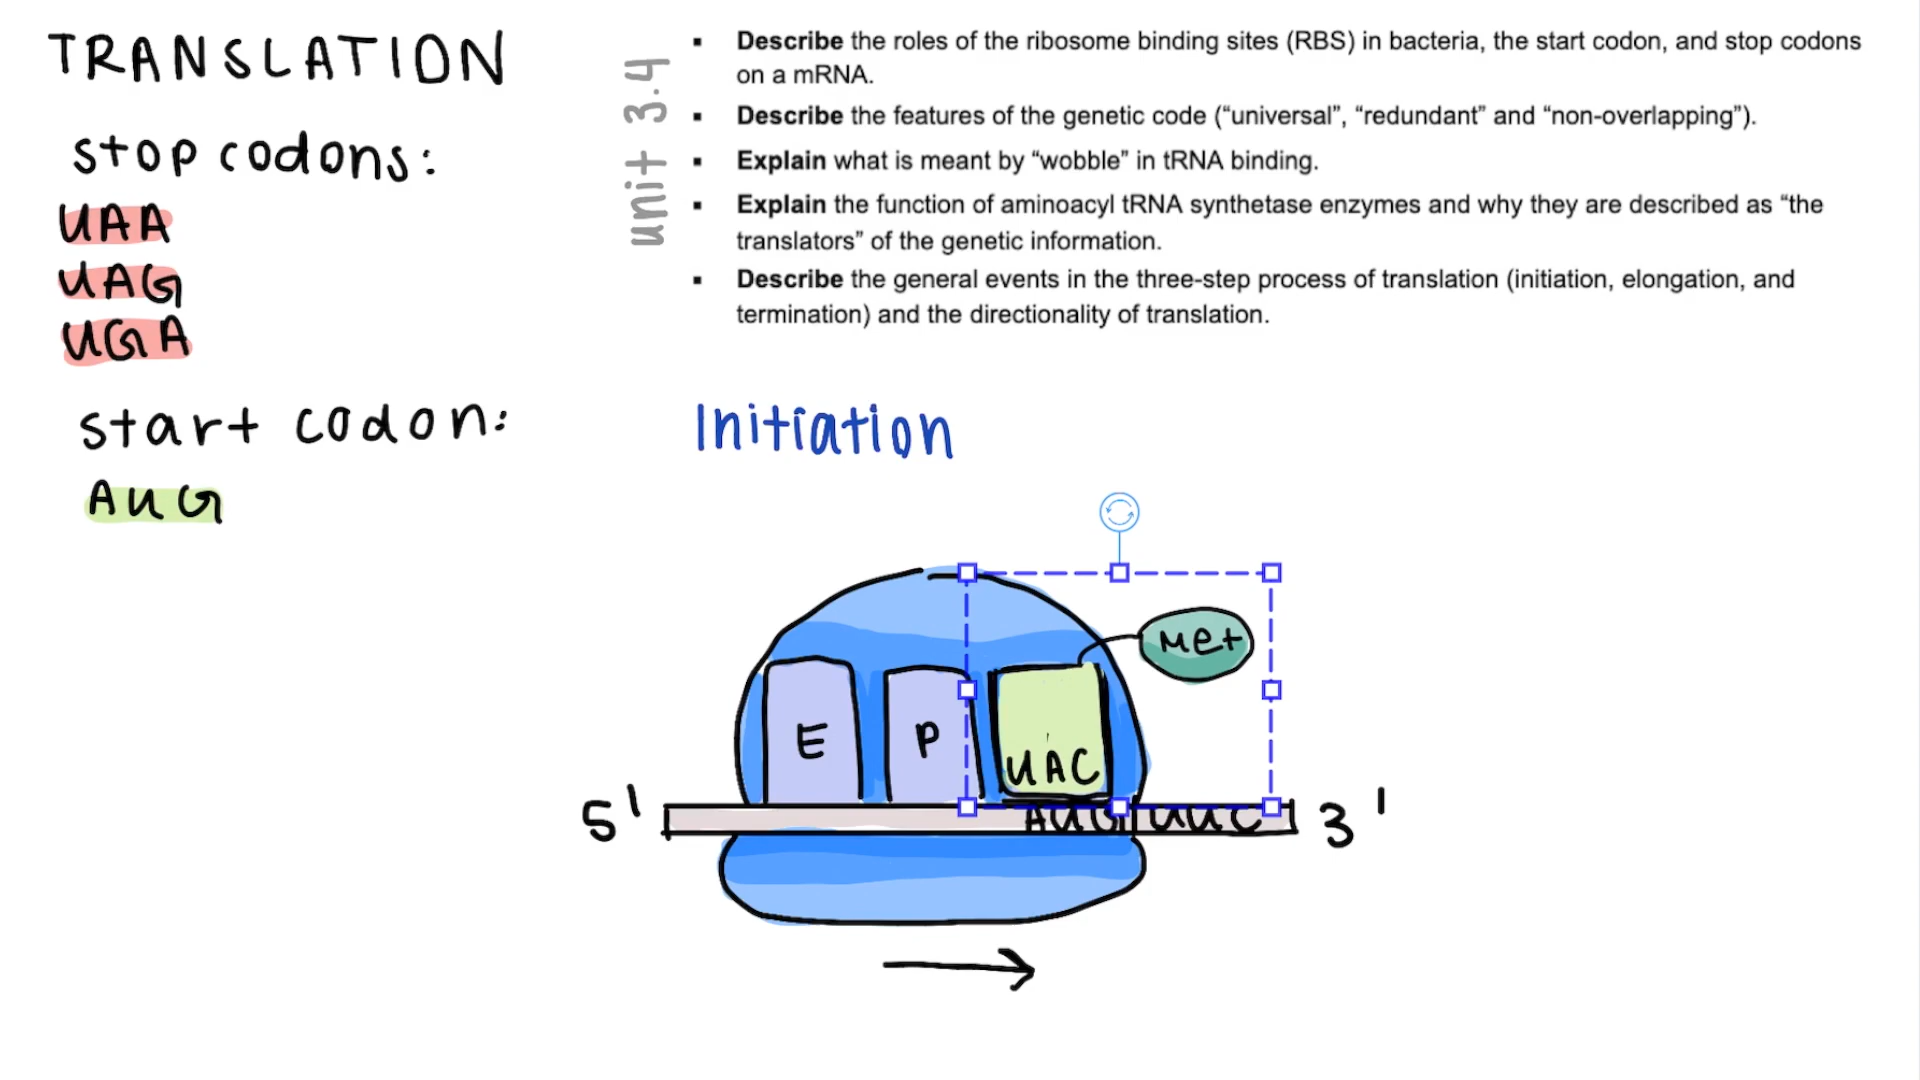 TRANSLATION
stop codons:
UAA
UAG
UGA
start codon:
AUG
unit 3.4
▪ Describe the roles of the ribosome binding sites (RBS) in bacteria, the start codon, and stop codons
on a mRNA.
▪ Describe the features of the genetic code (“universal”, “redundant” and “non-overlapping”).
▪ Explain what is meant by “wobble” in tRNA binding.
▪ Explain the function of aminoacyl tRNA synthetase enzymes and why they are described as “the
translators” of the genetic information.
▪ Describe the general events in the three-step process of translation (initiation, elongation, and
termination) and the directionality of translation.
Initiation
Met
E P UAC
5' AUG UUC 3'